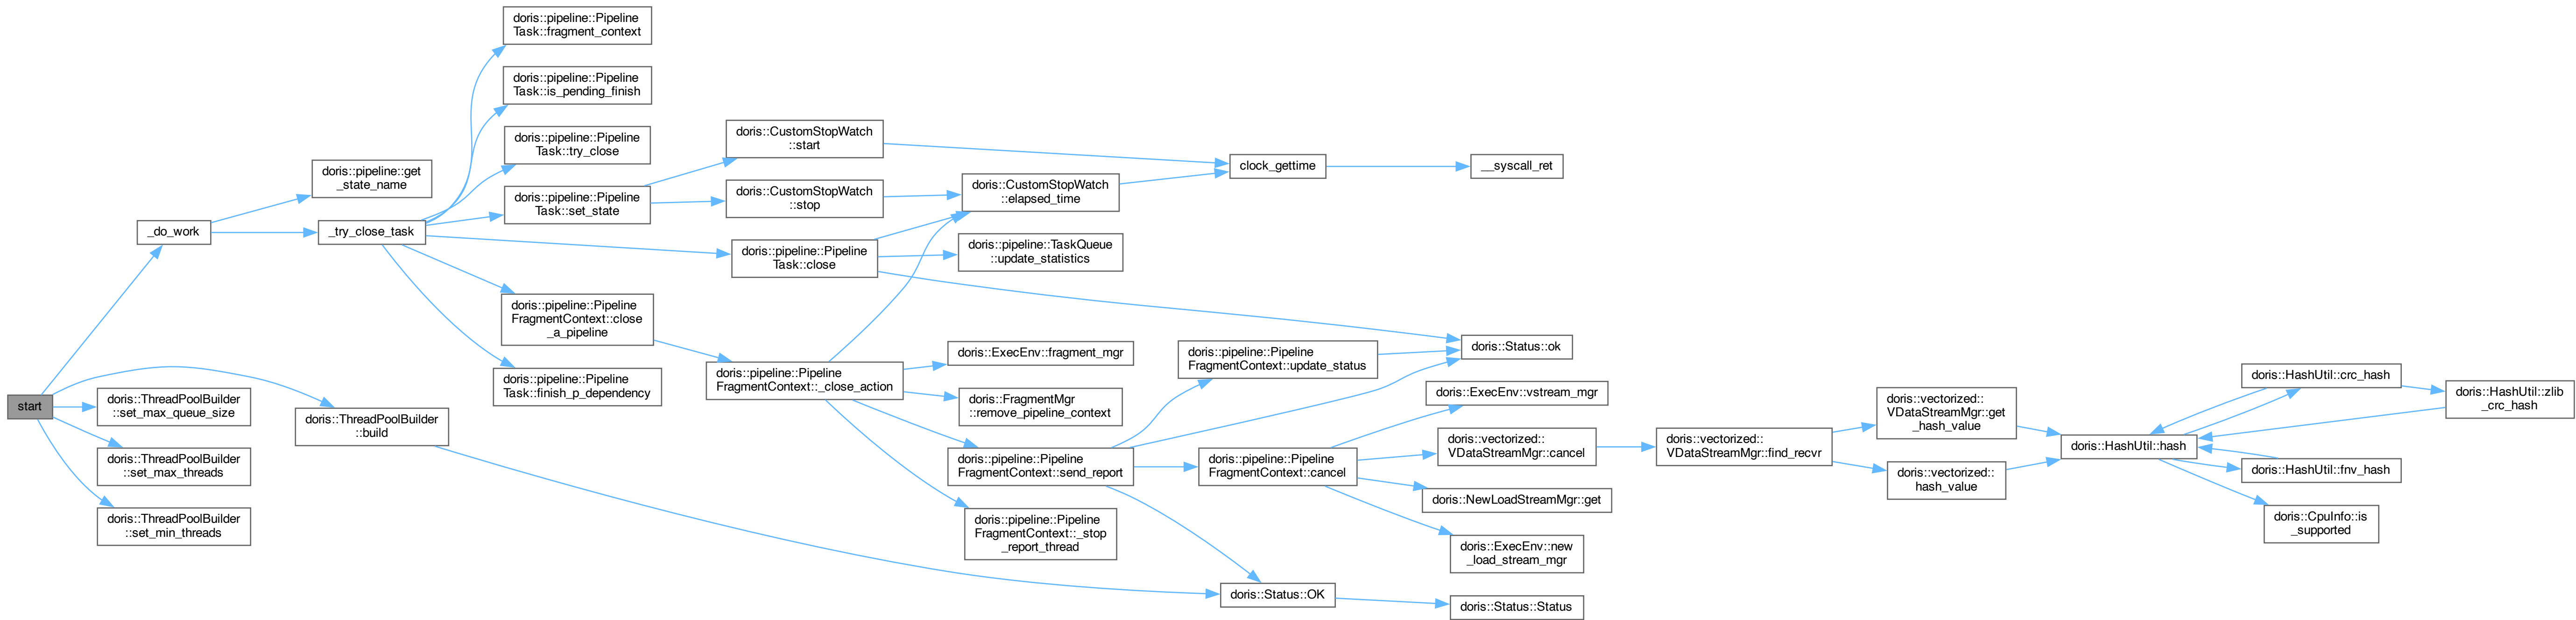 start
_do_work
doris::ThreadPoolBuilder
::set_max_queue_size
doris::ThreadPoolBuilder
::set_max_threads
doris::ThreadPoolBuilder
::set_min_threads
doris::pipeline::get
_state_name
_try_close_task
doris::ThreadPoolBuilder
::build
doris::pipeline::Pipeline
Task::fragment_context
doris::pipeline::Pipeline
Task::is_pending_finish
doris::pipeline::Pipeline
Task::try_close
doris::pipeline::Pipeline
Task::set_state
doris::pipeline::Pipeline
FragmentContext::close
_a_pipeline
doris::pipeline::Pipeline
Task::finish_p_dependency
doris::CustomStopWatch
::start
doris::CustomStopWatch
::stop
doris::pipeline::Pipeline
Task::close
doris::pipeline::Pipeline
FragmentContext::_close_action
doris::CustomStopWatch
::elapsed_time
doris::pipeline::TaskQueue
::update_statistics
doris::ExecEnv::fragment_mgr
doris::FragmentMgr
::remove_pipeline_context
doris::pipeline::Pipeline
FragmentContext::send_report
doris::pipeline::Pipeline
FragmentContext::_stop
_report_thread
clock_gettime
doris::pipeline::Pipeline
FragmentContext::update_status
doris::pipeline::Pipeline
FragmentContext::cancel
doris::Status::OK
__syscall_ret
doris::Status::ok
doris::ExecEnv::vstream_mgr
doris::vectorized::
VDataStreamMgr::cancel
doris::NewLoadStreamMgr::get
doris::ExecEnv::new
_load_stream_mgr
doris::Status::Status
doris::vectorized::
VDataStreamMgr::find_recvr
doris::vectorized::
VDataStreamMgr::get
_hash_value
doris::vectorized::
hash_value
doris::HashUtil::hash
doris::HashUtil::crc_hash
doris::HashUtil::fnv_hash
doris::CpuInfo::is
_supported
doris::HashUtil::zlib
_crc_hash